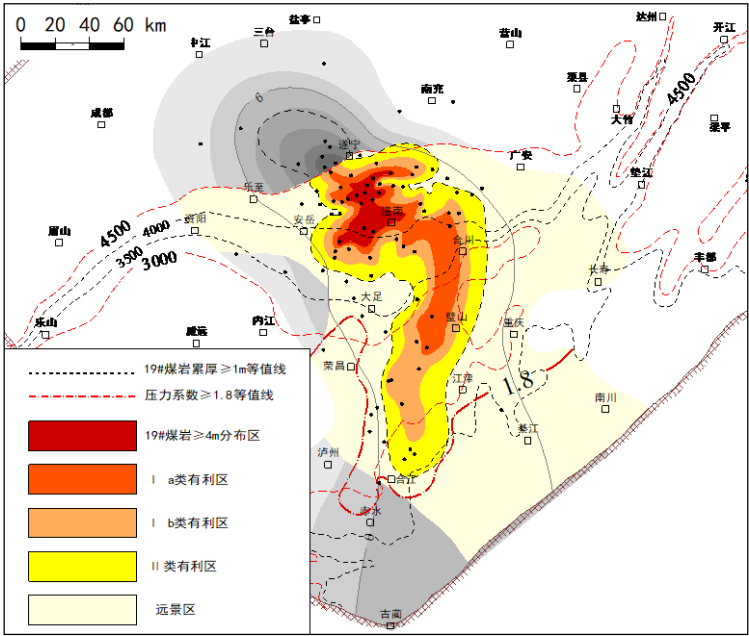 0 20 40 60 km
盐亭
三台
中江
营山
达州
开江
南充
渠县
4500
成都
大竹
梁平
6
遂宁
广安
垫江
乐至
资阳
安岳
潼南
眉山
4500
4000
合川
3500
3000
丰都
长寿
大足
乐山
威远
内江
璧山
重庆
荣昌
江津
1.8
南川
綦江
泸州
合江
赤水
6
古蔺
19#煤岩累厚≥1m等值线
压力系数≥1.8等值线
19#煤岩≥4m分布区
Ⅰ a类有利区
Ⅰ b类有利区
Ⅱ类有利区
远景区